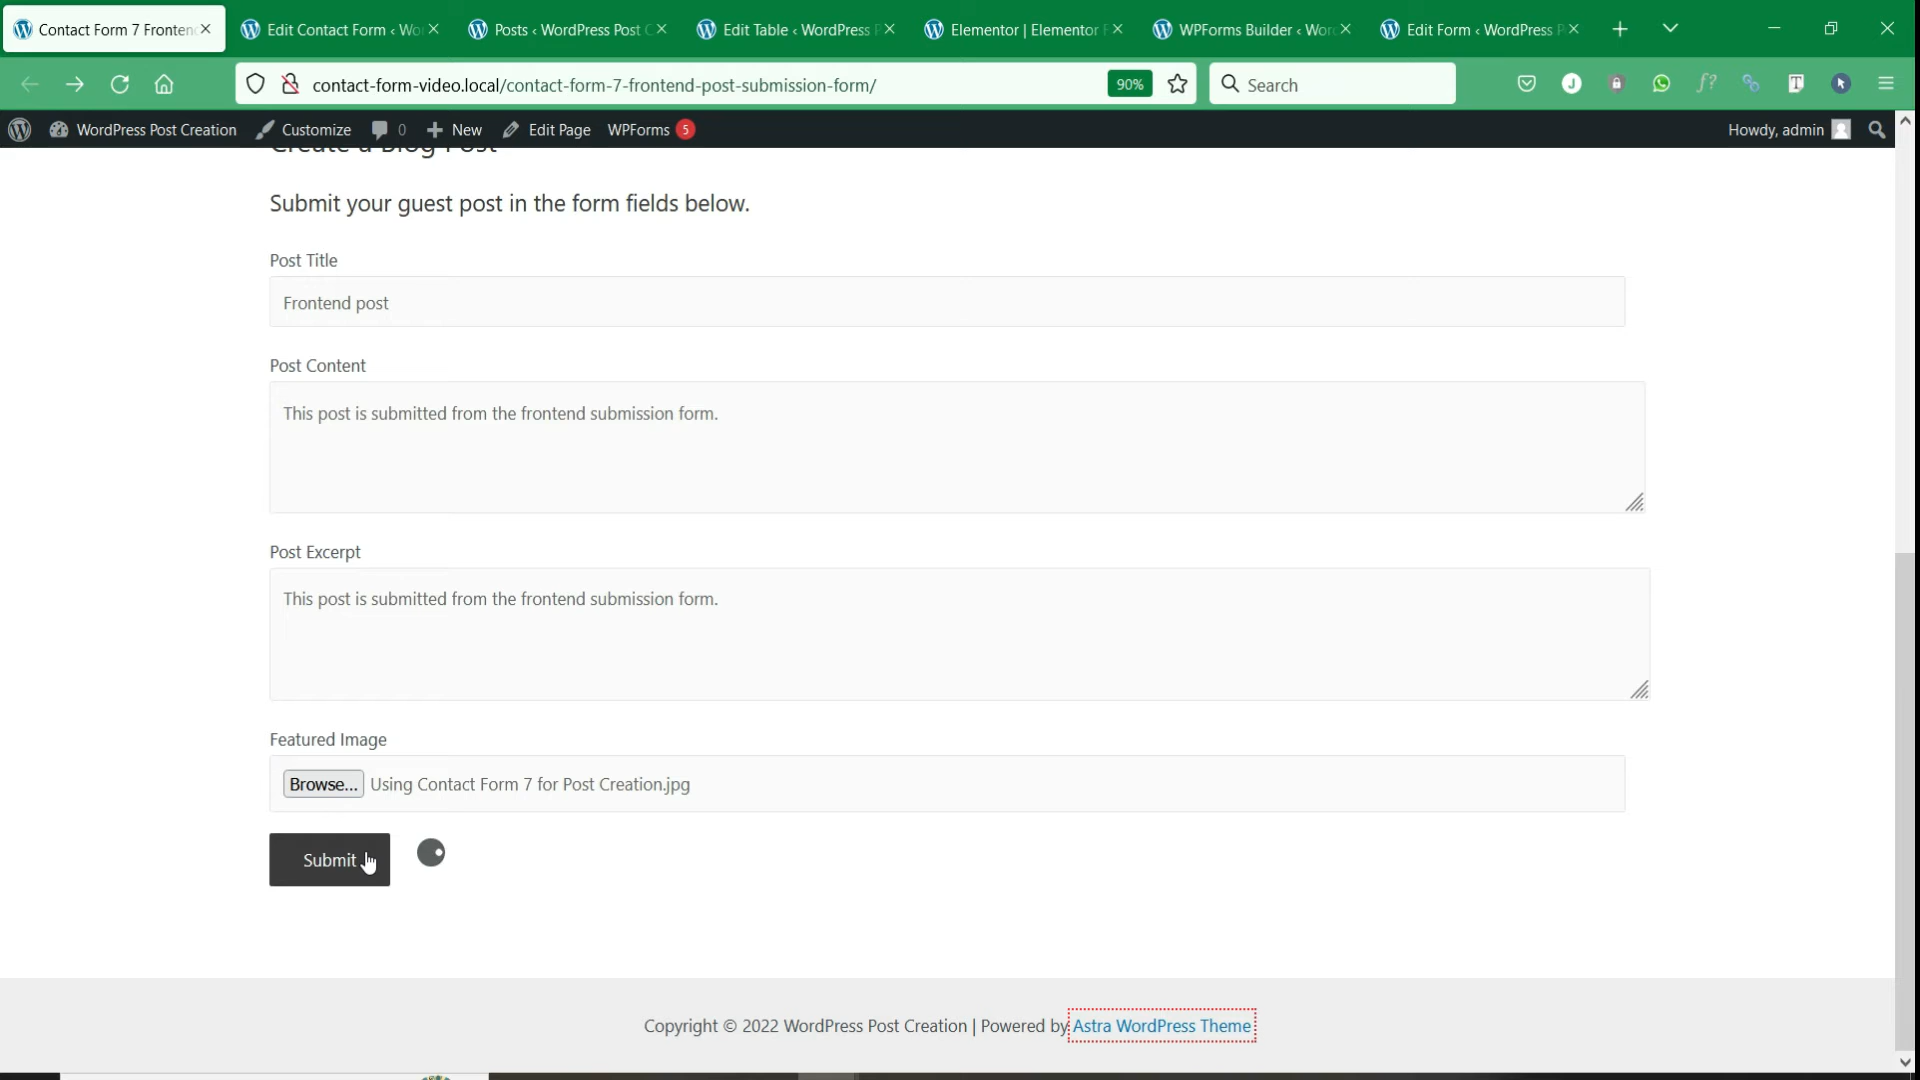 Contact Form 7 Fronten
Edit Contact Form ‹ Wo
Posts ‹ WordPress Post C
Edit Table ‹ WordPress P
Elementor | Elementor F
WPForms Builder ‹ Wor
Edit Form ‹ WordPress P
contact-form-video.local/contact-form-7-frontend-post-submission-form/
90%
Search
WordPress Post Creation
Customize
0
New
Edit Page
WPForms 5
Howdy, admin
Create a Blog Post
Submit your guest post in the form fields below.
Post Title
Frontend post
Post Content
This post is submitted from the frontend submission form.
Post Excerpt
This post is submitted from the frontend submission form.
Featured Image
Browse... Using Contact Form 7 for Post Creation.jpg
Submit
Copyright © 2022 WordPress Post Creation | Powered by Astra WordPress Theme